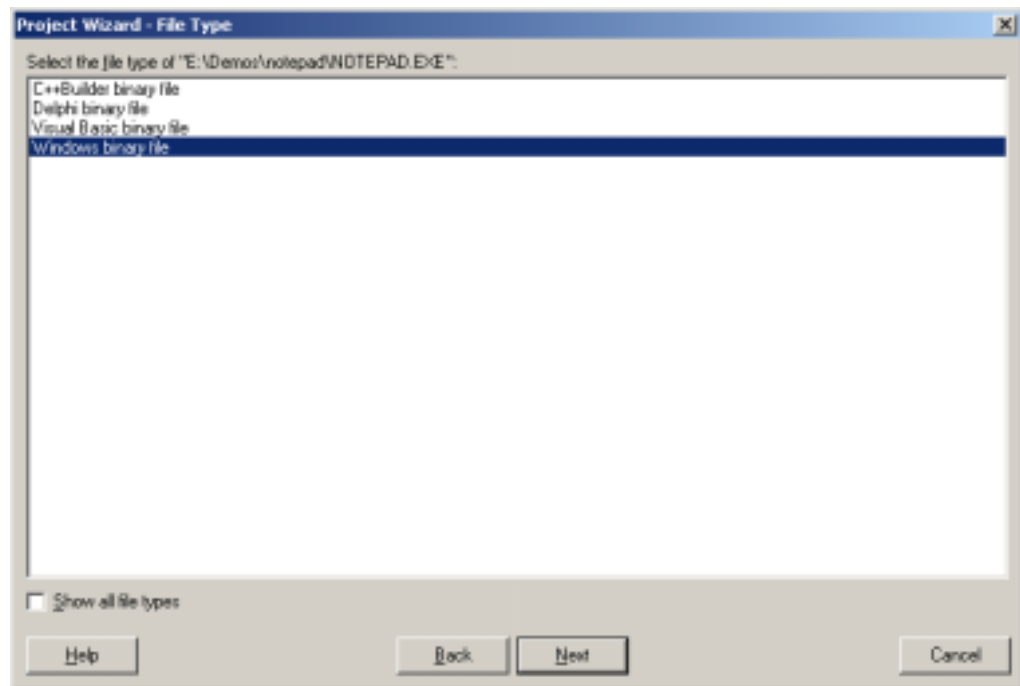 Project Wizard - File Type
Select the file type of "E:\Demos\notepad\NOTEPAD.EXE":
C++Builder binary file
Delphi binary file
Visual Basic binary file
Windows binary file
Show all file types
Help Back Next Cancel